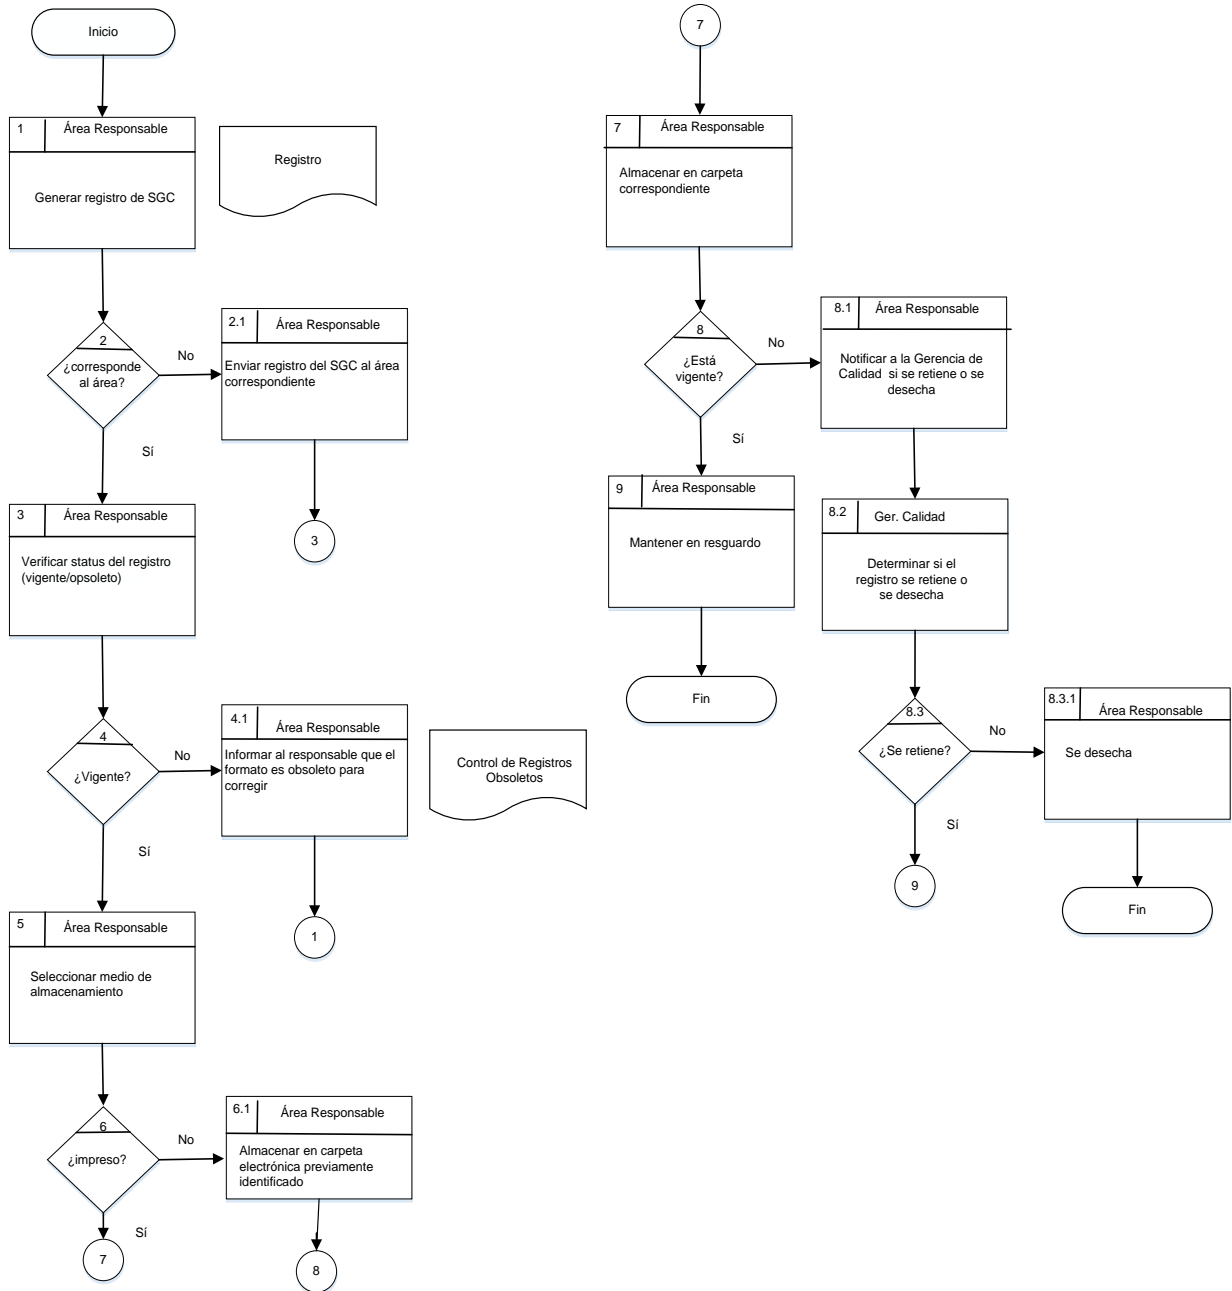 Inicio
1
Área Responsable
Generar registro de SGC
Registro
2
¿corresponde
al área?
No
Sí
2.1
Área Responsable
Enviar registro del SGC al área
correspondiente
3
3
Área Responsable
Verificar status del registro
(vigente/opsoleto)
4
¿Vigente?
No
Sí
4.1
Área Responsable
Informar al responsable que el
formato es obsoleto para
corregir
Control de Registros
Obsoletos
1
5
Área Responsable
Seleccionar medio de
almacenamiento
6
¿impreso?
No
Sí
6.1
Área Responsable
Almacenar en carpeta
electrónica previamente
identificado
7
8
7
7
Área Responsable
Almacenar en carpeta
correspondiente
8
¿Está
vigente?
No
Sí
8.1
Área Responsable
Notificar a la Gerencia de
Calidad si se retiene o se
desecha
9
Área Responsable
Mantener en resguardo
Fin
8.2
Ger. Calidad
Determinar si el
registro se retiene o
se desecha
8.3
¿Se retiene?
No
Sí
8.3.1
Área Responsable
Se desecha
9
Fin